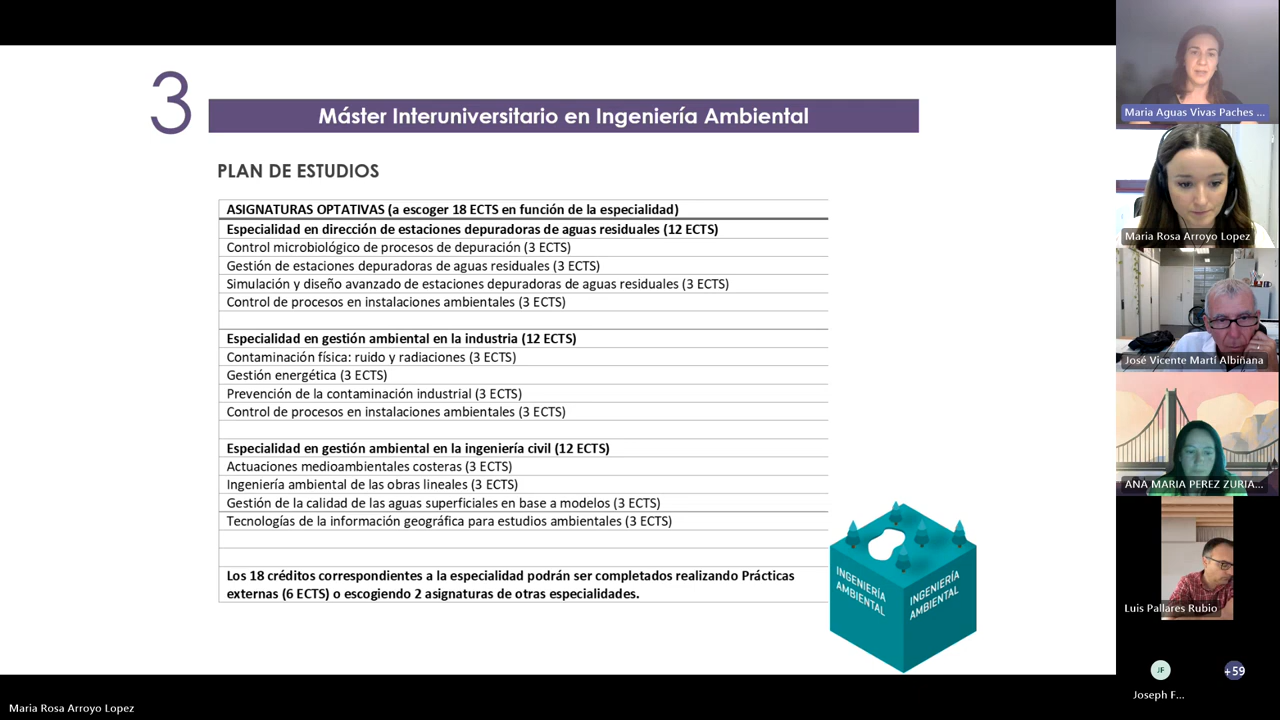 3
Máster Interuniversitario en Ingeniería Ambiental
PLAN DE ESTUDIOS
ASIGNATURAS OPTATIVAS (a escoger 18 ECTS en función de la especialidad)
Especialidad en dirección de estaciones depuradoras de aguas residuales (12 ECTS)
Control microbiológico de procesos de depuración (3 ECTS)
Gestión de estaciones depuradoras de aguas residuales (3 ECTS)
Simulación y diseño avanzado de estaciones depuradoras de aguas residuales (3 ECTS)
Control de procesos en instalaciones ambientales (3 ECTS)
Especialidad en gestión ambiental en la industria (12 ECTS)
Contaminación física: ruido y radiaciones (3 ECTS)
Gestión energética (3 ECTS)
Prevención de la contaminación industrial (3 ECTS)
Control de procesos en instalaciones ambientales (3 ECTS)
Especialidad en gestión ambiental en la ingeniería civil (12 ECTS)
Actuaciones medioambientales costeras (3 ECTS)
Ingeniería ambiental de las obras lineales (3 ECTS)
Gestión de la calidad de las aguas superficiales en base a modelos (3 ECTS)
Tecnologías de la información geográfica para estudios ambientales (3 ECTS)
Los 18 créditos correspondientes a la especialidad podrán ser completados realizando Prácticas
externas (6 ECTS) o escogiendo 2 asignaturas de otras especialidades.
INGENIERÍA
AMBIENTAL
INGENIERÍA
AMBIENTAL
Maria Aguas Vivas Paches ...
Maria Rosa Arroyo Lopez
José Vicente Martí Albiñana
ANA MARIA PEREZ ZURIA...
Luis Pallares Rubio
JF
+59
Joseph F...
Maria Rosa Arroyo Lopez